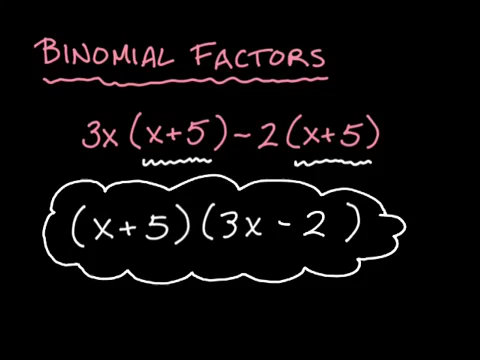 BINOMIAL FACTORS
3x (x+5) - 2 (x+5)
(x+5) (3x - 2)